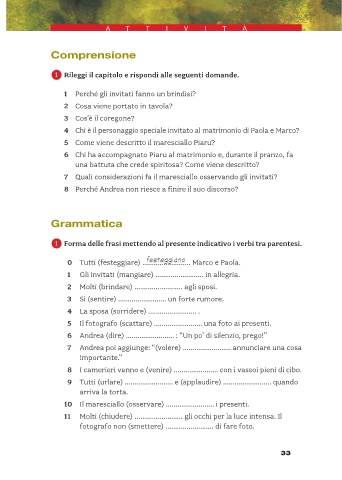 ATTIVITÀ
Comprensione
1 Rileggi il capitolo e rispondi alle seguenti domande.
1 Perché gli invitati fanno un brindisi?
2 Cosa viene portato in tavola?
3 Cos'è il coregone?
4 Chi è il personaggio speciale invitato al matrimonio di Paola e Marco?
5 Come viene descritto il maresciallo Piaru?
6 Chi ha accompagnato Piaru al matrimonio e, durante il pranzo, fa
una battuta che crede spiritosa? Come viene descritto?
7 Quali considerazioni fa il maresciallo osservando gli invitati?
8 Perché Andrea non riesce a finire il suo discorso?
Grammatica
1 Forma delle frasi mettendo al presente indicativo i verbi tra parentesi.
0 Tutti (festeggiare) festeggiano Marco e Paola.
1 Gli invitati (mangiare) ........................ in allegria.
2 Molti (brindare) ........................ agli sposi.
3 Si (sentire) ........................ un forte rumore.
4 La sposa (sorridere) ........................ .
5 Il fotografo (scattare) ........................ una foto ai presenti.
6 Andrea (dire) ........................ : "Un po' di silenzio, prego!"
7 Andrea poi aggiunge: "(volere) ........................ annunciare una cosa
importante."
8 I camerieri vanno e (venire) ...................... con i vassoi pieni di cibo.
9 Tutti (urlare) ........................ e (applaudire) ........................ quando
arriva la torta.
10 Il maresciallo (osservare) ........................ i presenti.
11 Molti (chiudere) ........................ gli occhi per la luce intensa. Il
fotografo non (smettere) ........................ di fare foto.
33